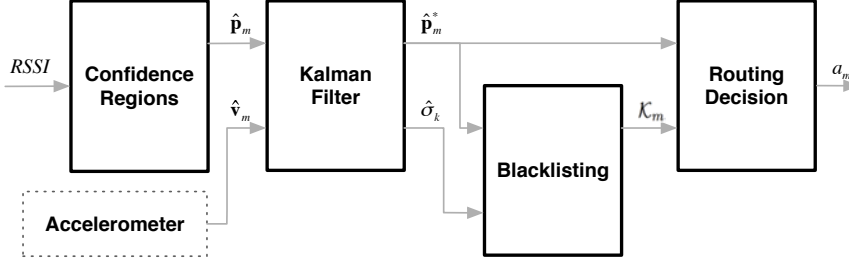 RSSI
Confidence
Regions
p̂ₘ
v̂ₘ
Accelerometer
Kalman
Filter
p̂*ₘ
σ̂ₖ
Blacklisting
𝒦ₘ
Routing
Decision
aₘ